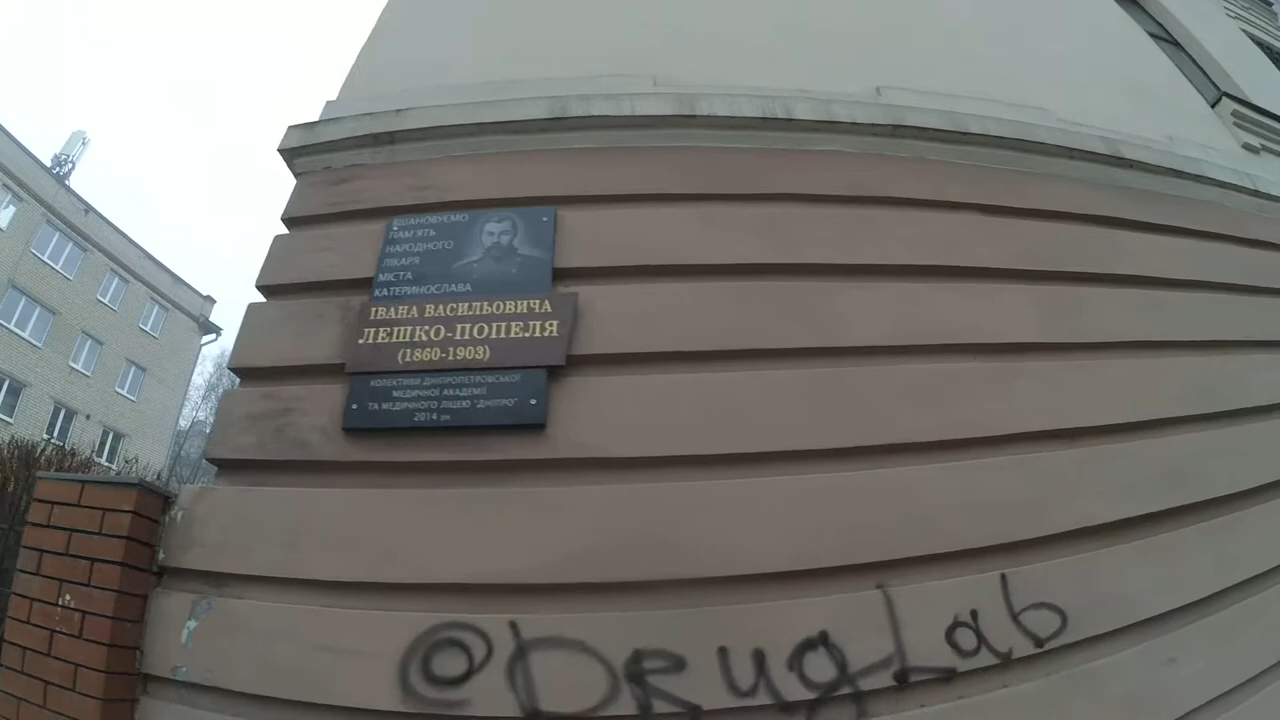 ВШАНОВУЄМО
ПАМ'ЯТЬ
НАРОДНОГО
ЛІКАРЯ
МІСТА
КАТЕРИНОСЛАВА
ІВАНА ВАСИЛЬОВИЧА
ЛЕШКО-ПОПЕЛЯ
(1860-1903)
КОЛЕКТИВИ ДНІПРОПЕТРОВСЬКОЇ
МЕДИЧНОЇ АКАДЕМІЇ
ТА МЕДИЧНОГО ЛІЦЕЮ "ДНІПРО"
2014 рік
@DRugLab